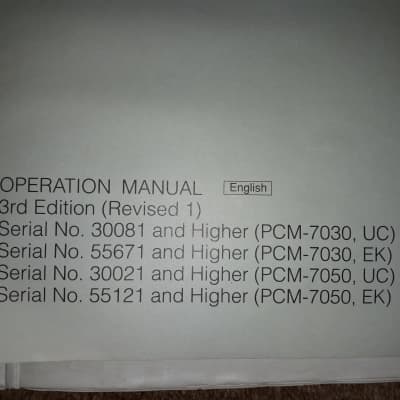 OPERATION MANUAL English
3rd Edition (Revised 1)
Serial No. 30081 and Higher (PCM-7030, UC)
Serial No. 55671 and Higher (PCM-7030, EK)
Serial No. 30021 and Higher (PCM-7050, UC)
Serial No. 55121 and Higher (PCM-7050, EK)